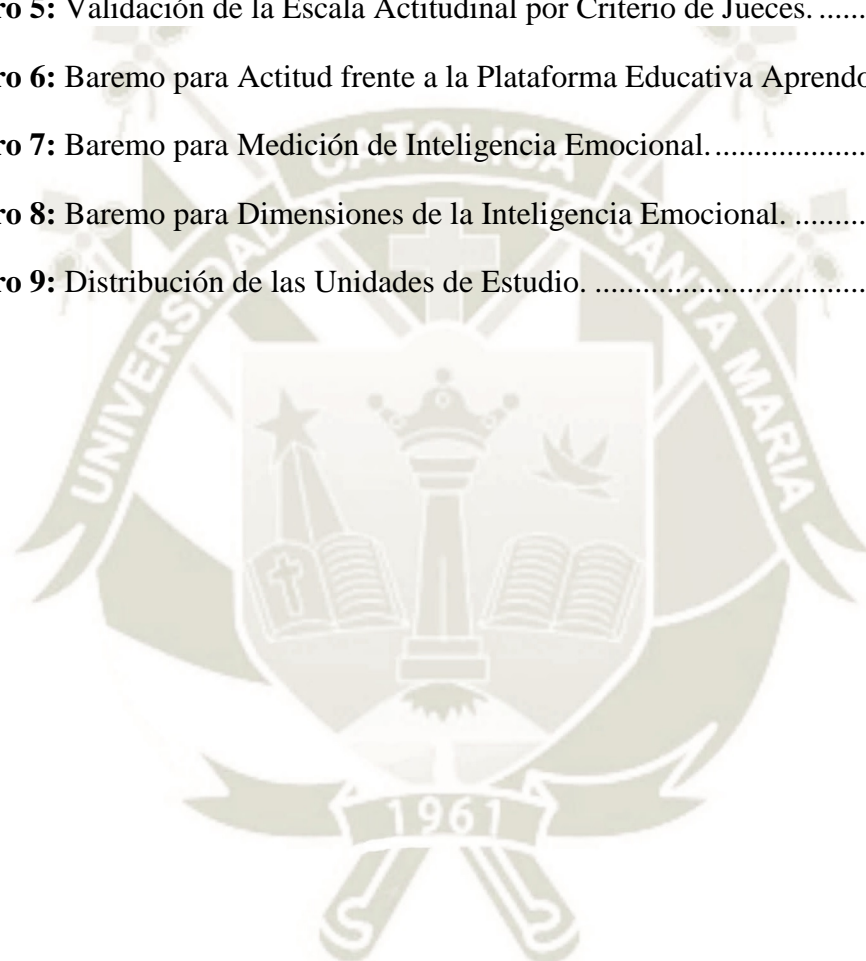 ro 5: Validación de la Escala Actitudinal por Criterio de Jueces. ......
ro 6: Baremo para Actitud frente a la Plataforma Educativa Aprendo
ro 7: Baremo para Medición de Inteligencia Emocional. ...................
ro 8: Baremo para Dimensiones de la Inteligencia Emocional. .........
ro 9: Distribución de las Unidades de Estudio. ..................................
UNIVERSIDAD CATOLICA SANTA MARIA
1961